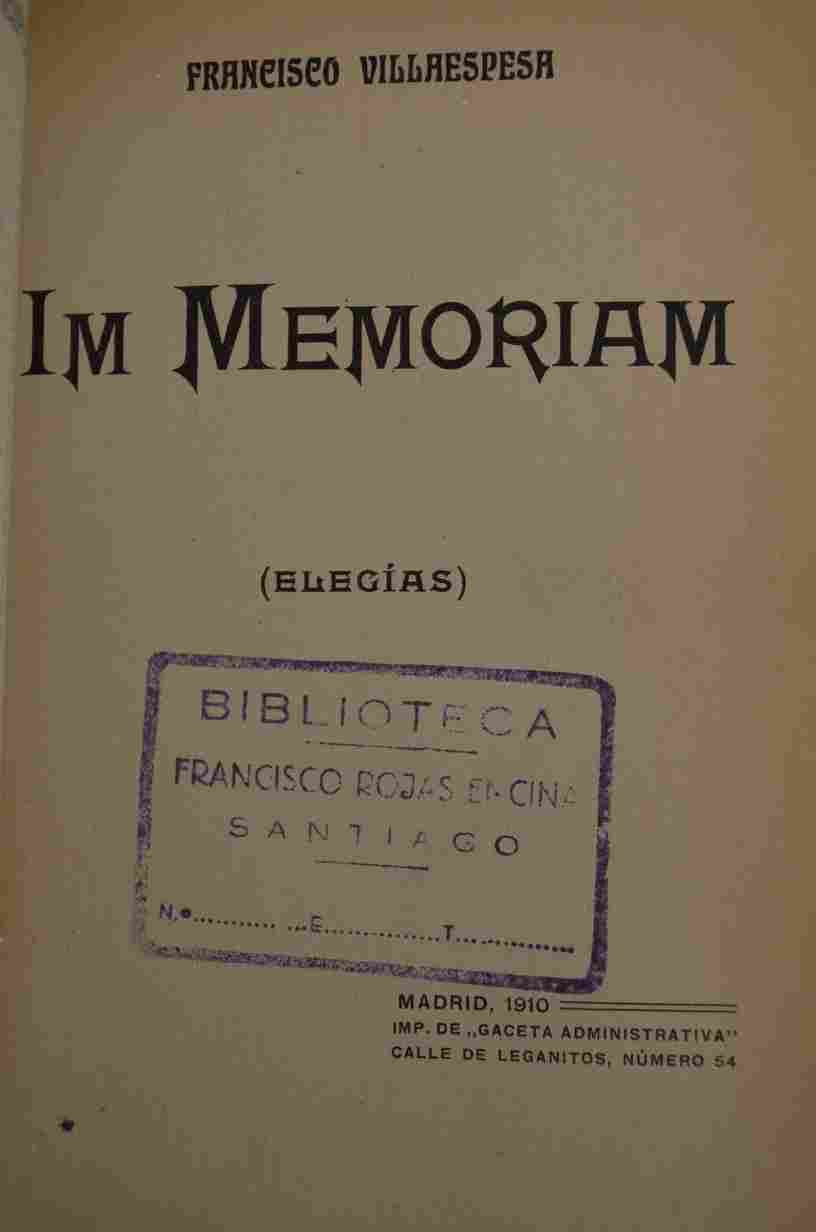 FRANCISCO VILLAESPESA
IM MEMORIAM
(ELEGÍAS)
BIBLIOTECA
FRANCISCO ROJAS ENCINA
SANTIAGO
N.º........... ...E...............T...............
MADRID, 1910
IMP. DE „GACETA ADMINISTRATIVA”
CALLE DE LEGANITOS, NÚMERO 54